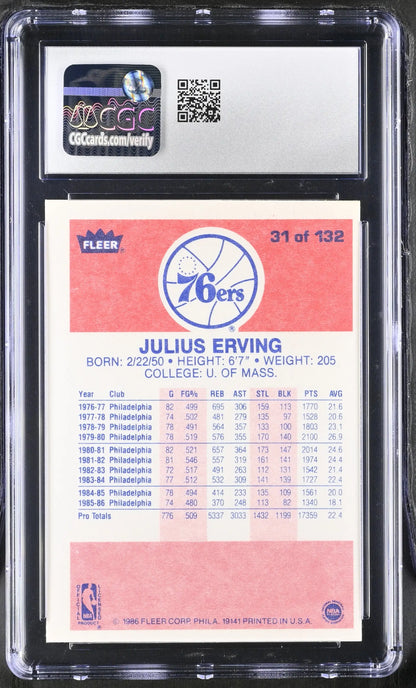 CGC
CGCcards.com/verify
FLEER®
31 of 132
76ers
®
JULIUS ERVING
BORN: 2/22/50 • HEIGHT: 6'7" • WEIGHT: 205
COLLEGE: U. OF MASS.
Year Club G FG% REB AST STL BLK PTS AVG
1976-77 Philadelphia 82 499 695 306 159 113 1770 21.6
1977-78 Philadelphia 74 502 481 279 135 97 1528 20.6
1978-79 Philadelphia 78 491 564 357 133 100 1803 23.1
1979-80 Philadelphia 78 519 576 355 170 140 2100 26.9
1980-81 Philadelphia 82 521 657 364 173 147 2014 24.6
1981-82 Philadelphia 81 546 557 319 161 141 1974 24.4
1982-83 Philadelphia 72 517 491 263 112 131 1542 21.4
1983-84 Philadelphia 77 512 532 309 141 139 1727 22.4
1984-85 Philadelphia 78 494 414 233 135 109 1561 20.0
1985-86 Philadelphia 74 480 370 248 113 82 1340 18.1
Pro Totals 776 509 5337 3033 1432 1199 17359 22.4
OFFICIAL LICENSED
NBA
PRODUCT
NBA
© 1986 FLEER CORP. PHILA. 19141 PRINTED IN U.S.A.